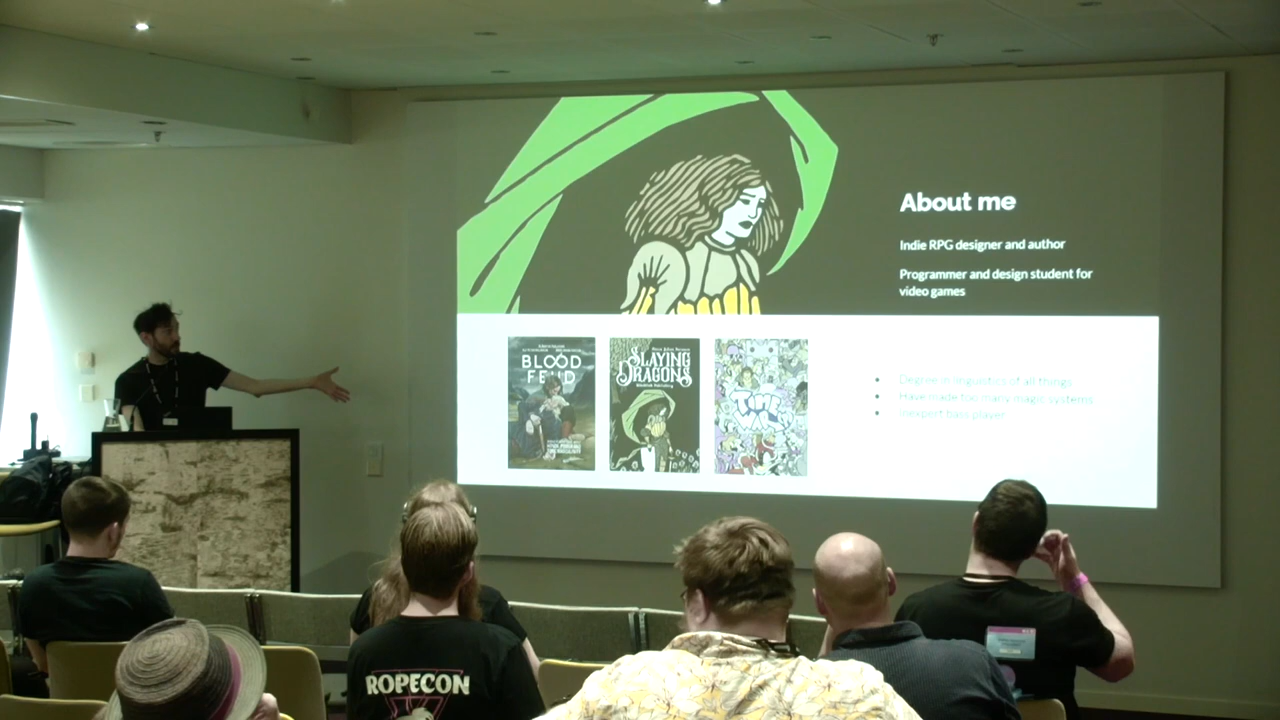 About me
Indie RPG designer and author
Programmer and design student for
video games
BLOOD
FEUD
SLAYING
DRAGONS
Degree in linguistics of all things
Have made too many magic systems
Inexpert bass player
ROPECON